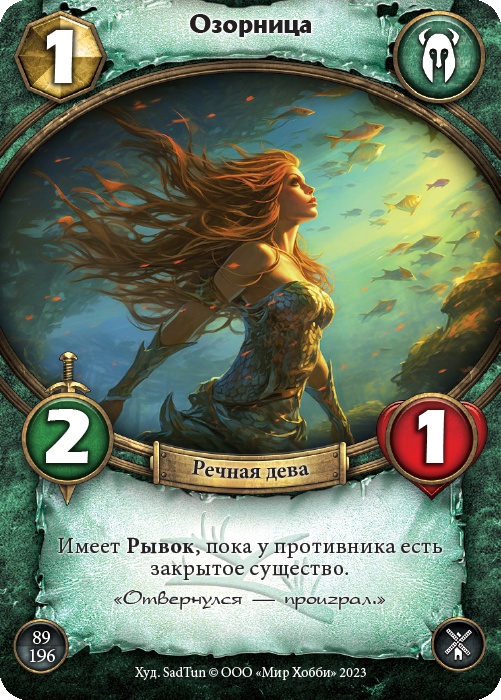 Озорница
1
2
1
Речная дева
Имеет Рывок, пока у противника есть
закрытое существо.
«Отвернулся — проиграл.»
89
196
Худ. SadTun © ООО «Мир Хобби» 2023